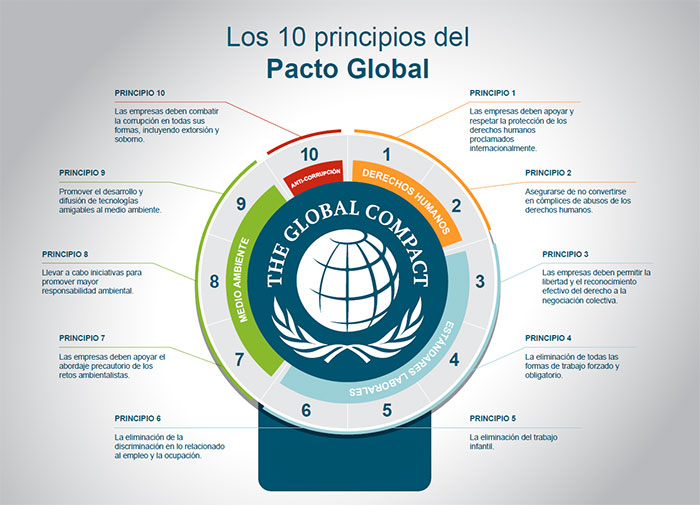 Los 10 principios del
Pacto Global
PRINCIPIO 10
Las empresas deben combatir
la corrupción en todas sus
formas, incluyendo extorsión y
soborno.
PRINCIPIO 9
Promover el desarrollo y
difusión de tecnologías
amigables al medio ambiente.
PRINCIPIO 8
Llevar a cabo iniciativas para
promover mayor
responsabilidad ambiental.
PRINCIPIO 7
Las empresas deben apoyar el
abordaje precautorio de los
retos ambientalistas.
PRINCIPIO 6
La eliminación de la
discriminación en lo relacionado
al empleo y la ocupación.
10
1
2
3
4
5
6
7
8
9
ANTI-CORRUPCIÓN
DERECHOS HUMANOS
ESTÁNDARES LABORALES
MEDIO AMBIENTE
THE GLOBAL COMPACT
PRINCIPIO 1
Las empresas deben apoyar y
respetar la protección de los
derechos humanos
proclamados
internacionalmente.
PRINCIPIO 2
Asegurarse de no convertirse
en cómplices de abusos de los
derechos humanos.
PRINCIPIO 3
Las empresas deben permitir la
libertad y el reconocimiento
efectivo del derecho a la
negociación colectiva.
PRINCIPIO 4
La eliminación de todas las
formas de trabajo forzado y
obligatorio.
PRINCIPIO 5
La eliminación del trabajo
infantil.